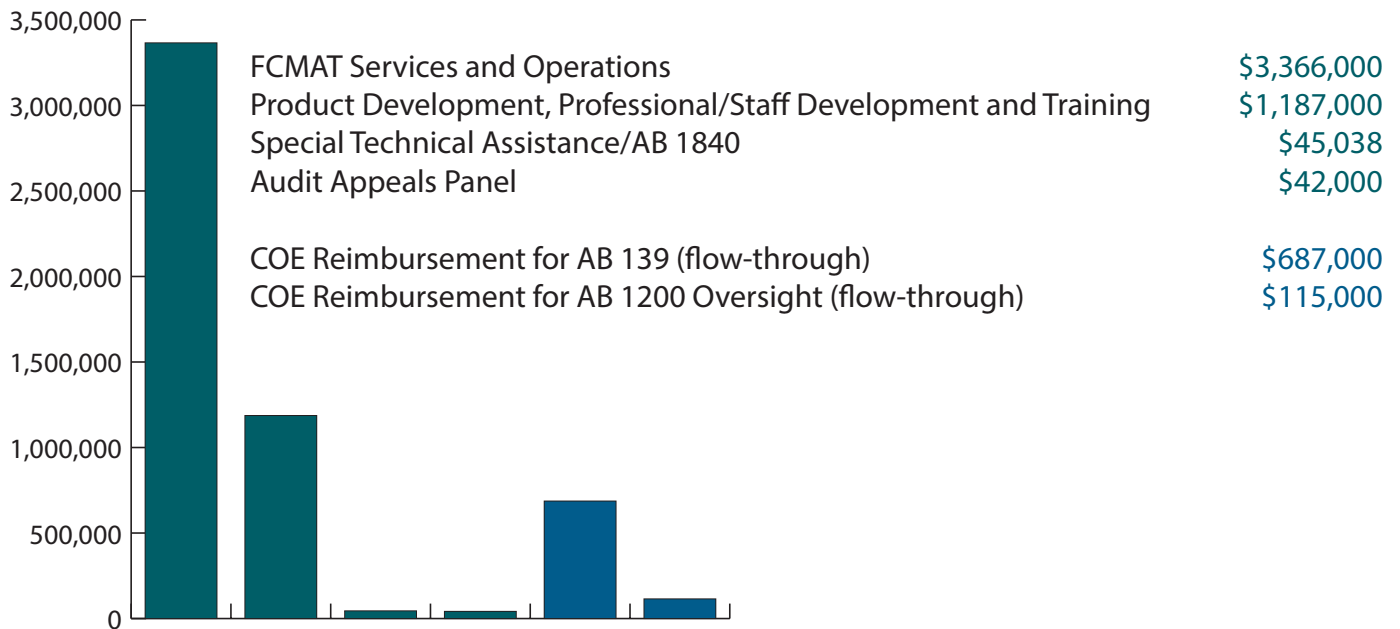 3,500,000
3,000,000
2,500,000
2,000,000
1,500,000
1,000,000
500,000
0
FCMAT Services and Operations $3,366,000
Product Development, Professional/Staff Development and Training $1,187,000
Special Technical Assistance/AB 1840 $45,038
Audit Appeals Panel $42,000
COE Reimbursement for AB 139 (flow-through) $687,000
COE Reimbursement for AB 1200 Oversight (flow-through) $115,000